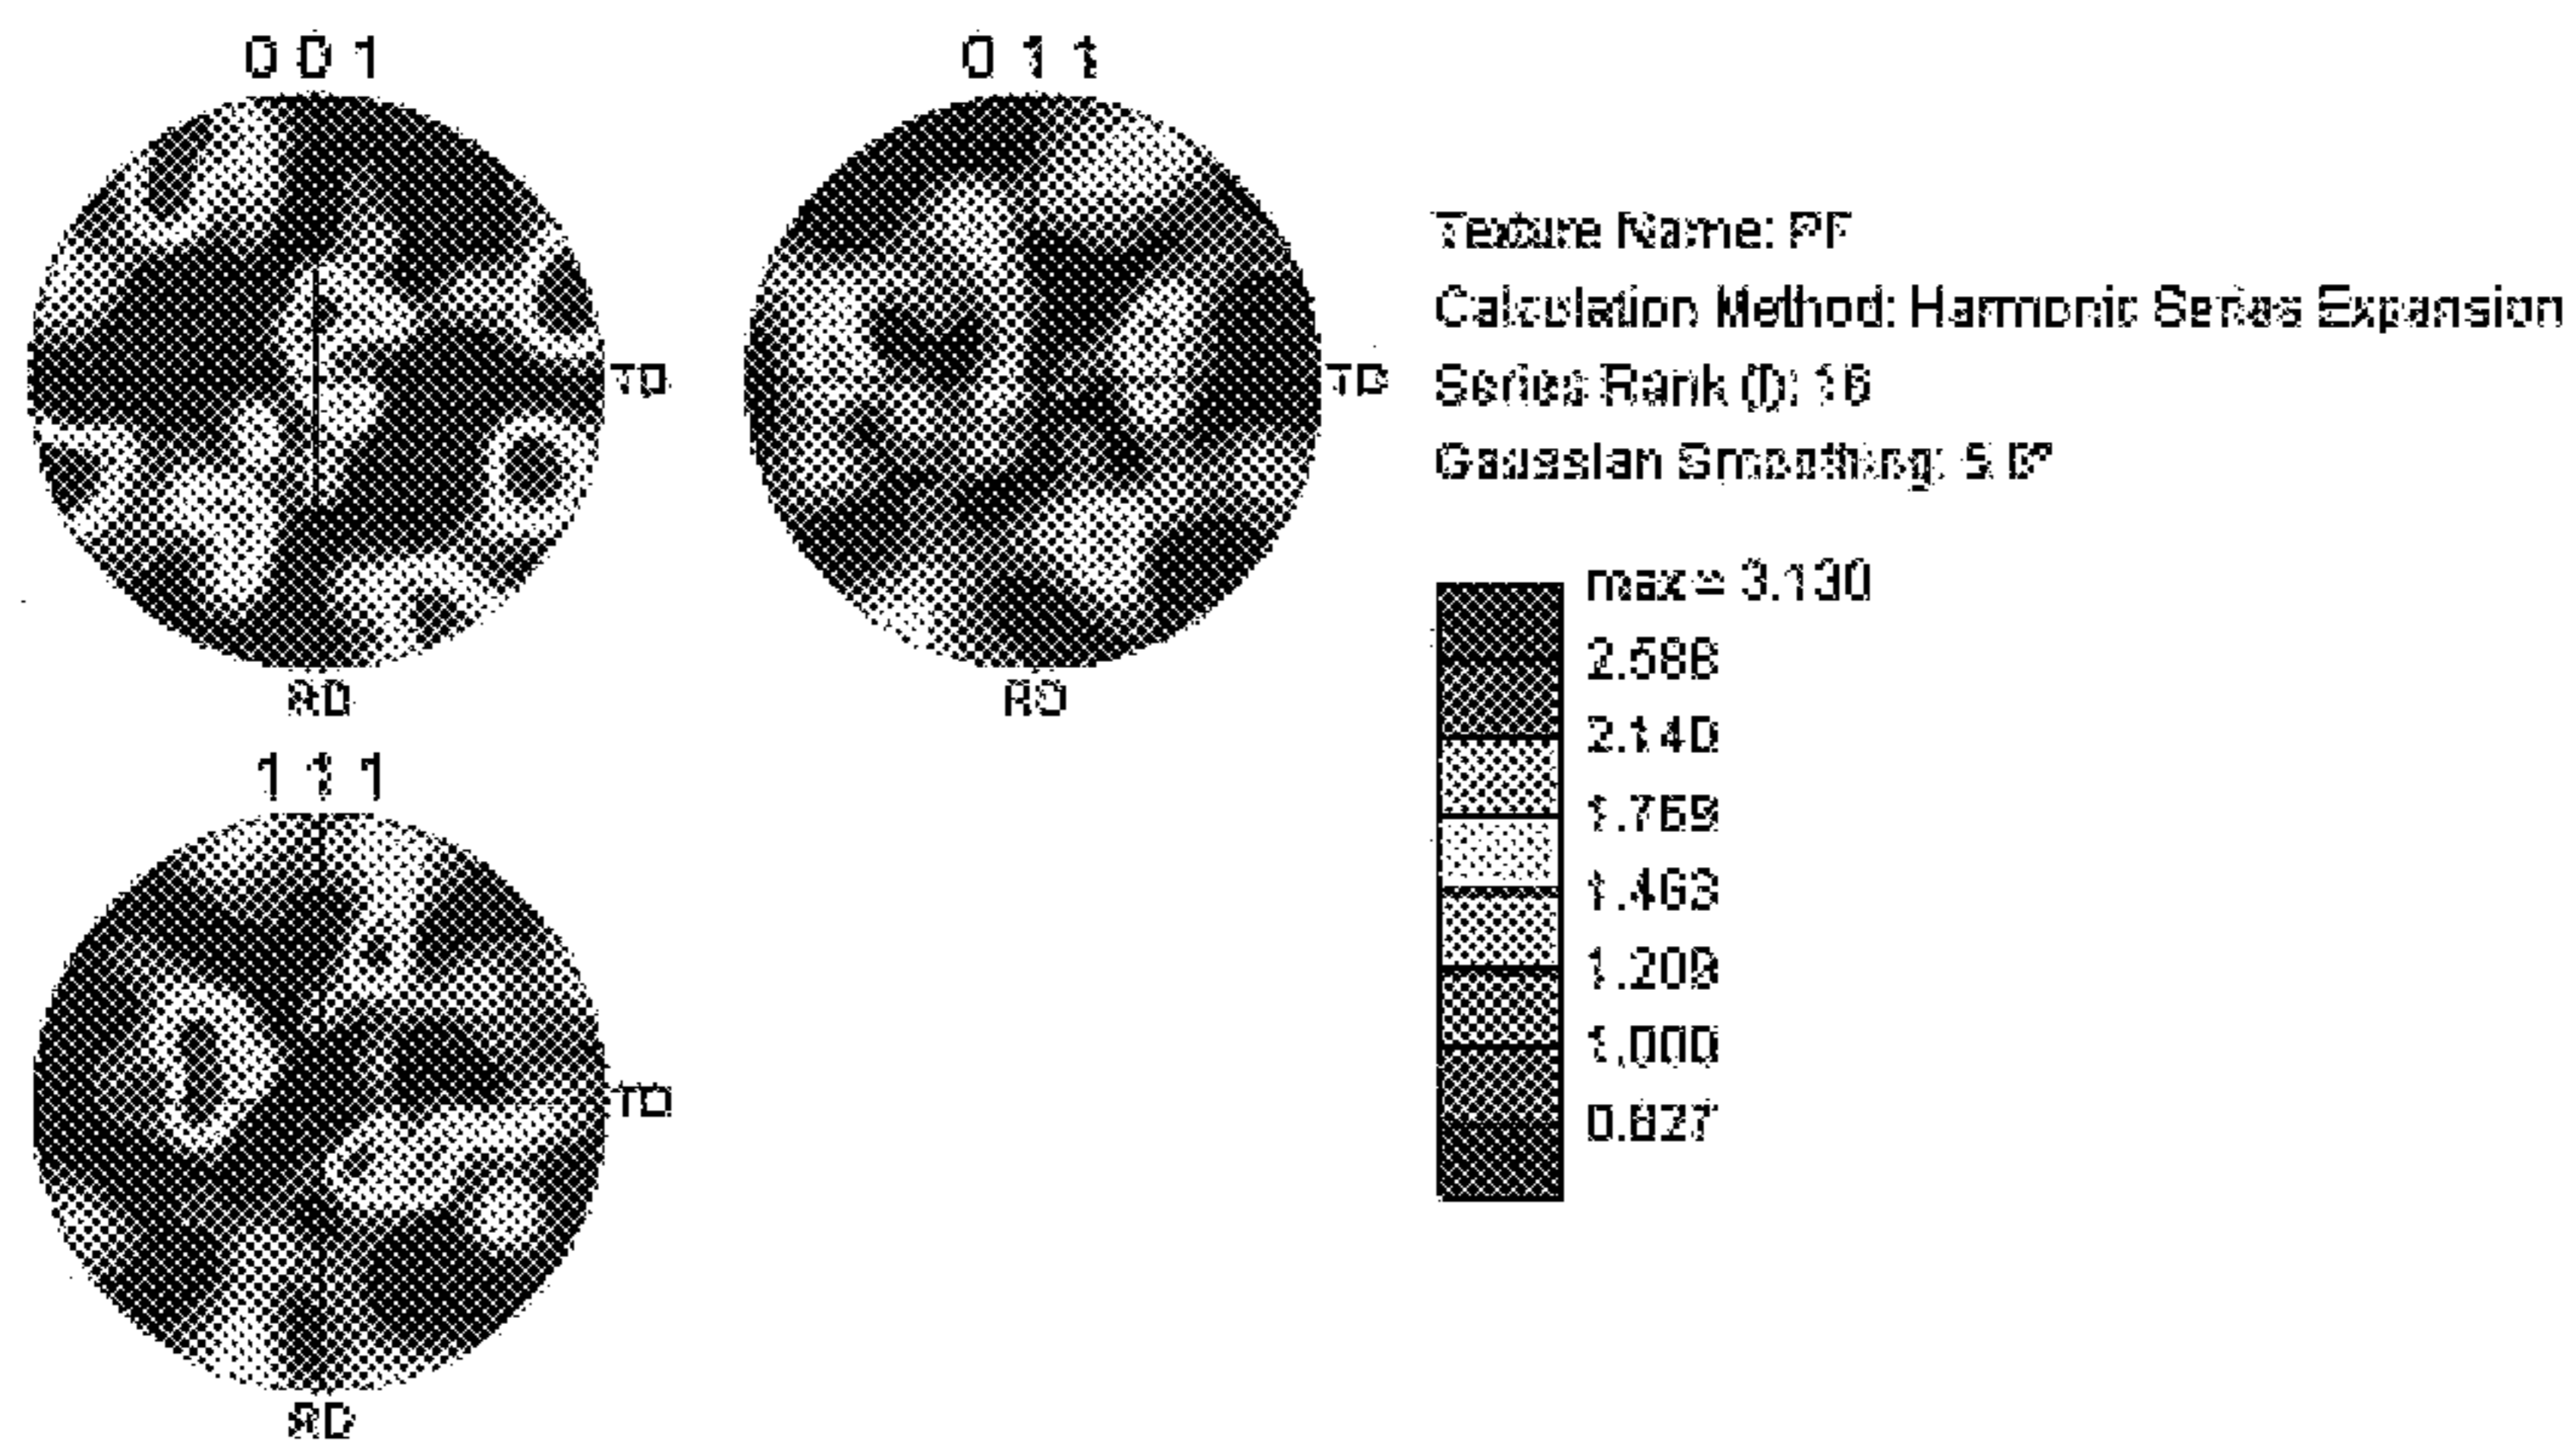 0 0 1
TD
RD
0 1 1
TD
RD
1 1 1
TD
RD
Texture Name: PF
Calculation Method: Harmonic Series Expansion
Series Rank (l): 16
Gaussian Smoothing: 5.0°
max = 3.130
2.588
2.140
1.769
1.463
1.209
1.000
0.827